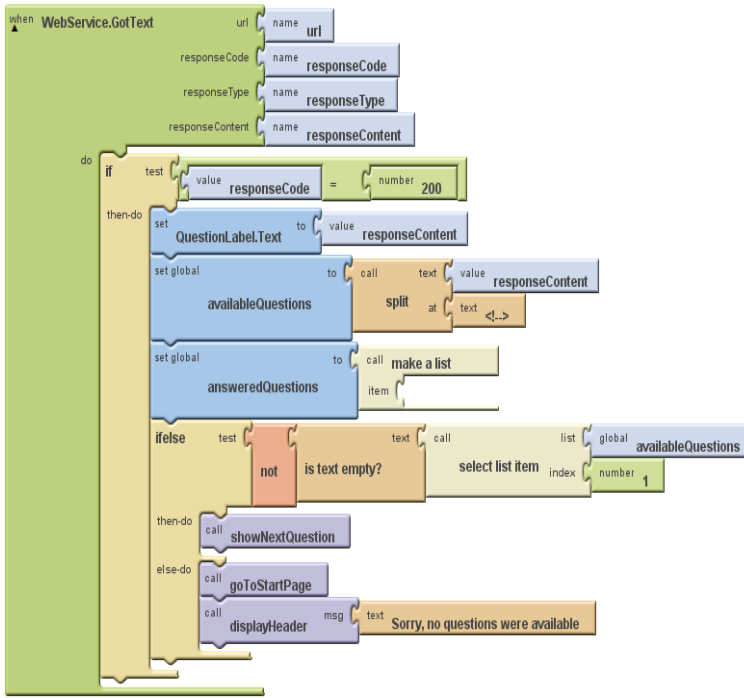 when WebService.GotText url name url
responseCode name responseCode
responseType name responseType
responseContent name responseContent
do if test value responseCode = number 200
then-do set QuestionLabel.Text to value responseContent
set global availableQuestions to call split text value responseContent
at text <!-->
set global answeredQuestions to call make a list
item
ifelse test not is text empty? text call select list item list global availableQuestions
index number 1
then-do call showNextQuestion
else-do call goToStartPage
call displayHeader msg text Sorry, no questions were available